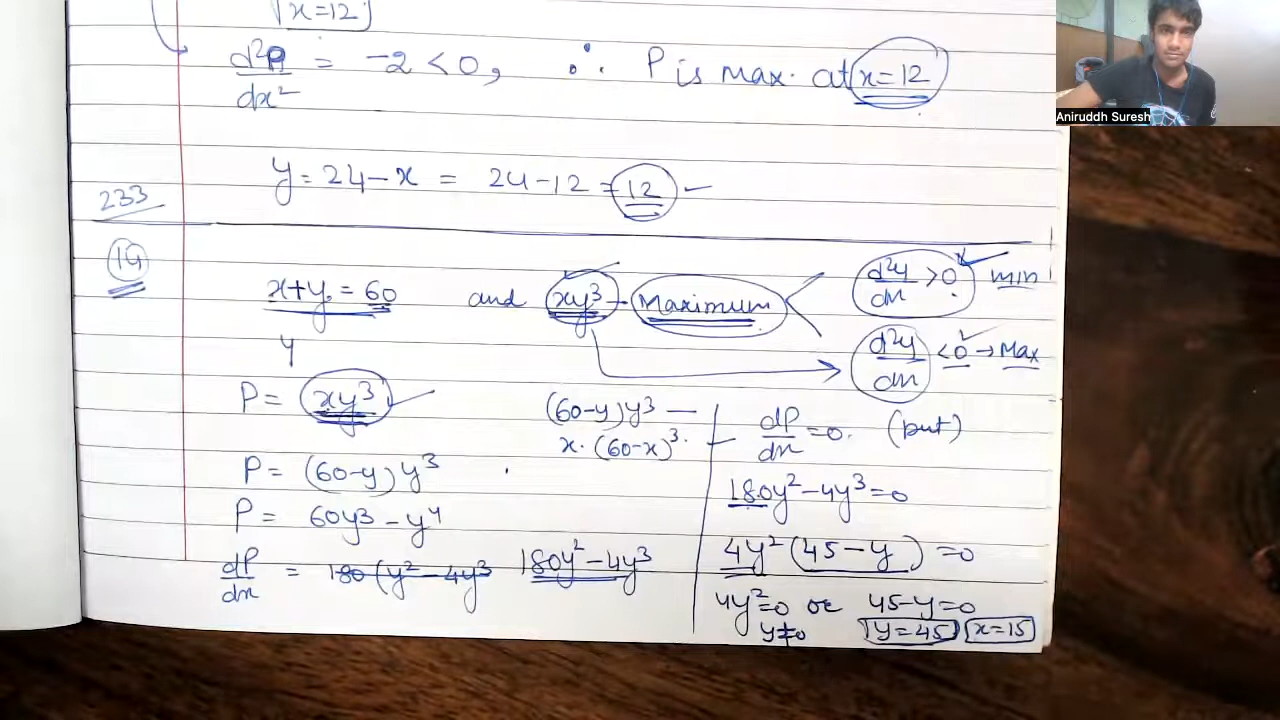 x=12
d²P/dx² = -2 < 0, ∴ P is max. at x=12
y = 24-x = 24-12 = 12
233
14
x+y = 60 and xy³ - Maximum
d²y/dx >0 min
d²y/dx <0 → Max
y
P = xy³
P = (60-y) y³
P = 60y³ - y⁴
dP/dx = 180(y² - 4y³ 180y² - 4y³
(60-y)y³ —
x.(60-x)³. —
dP/dx = 0. (put)
180y² - 4y³ = 0
4y² (45 - y) = 0
4y² = 0 or 45-y=0
y≠0 y=45 x=15
Aniruddh Suresh